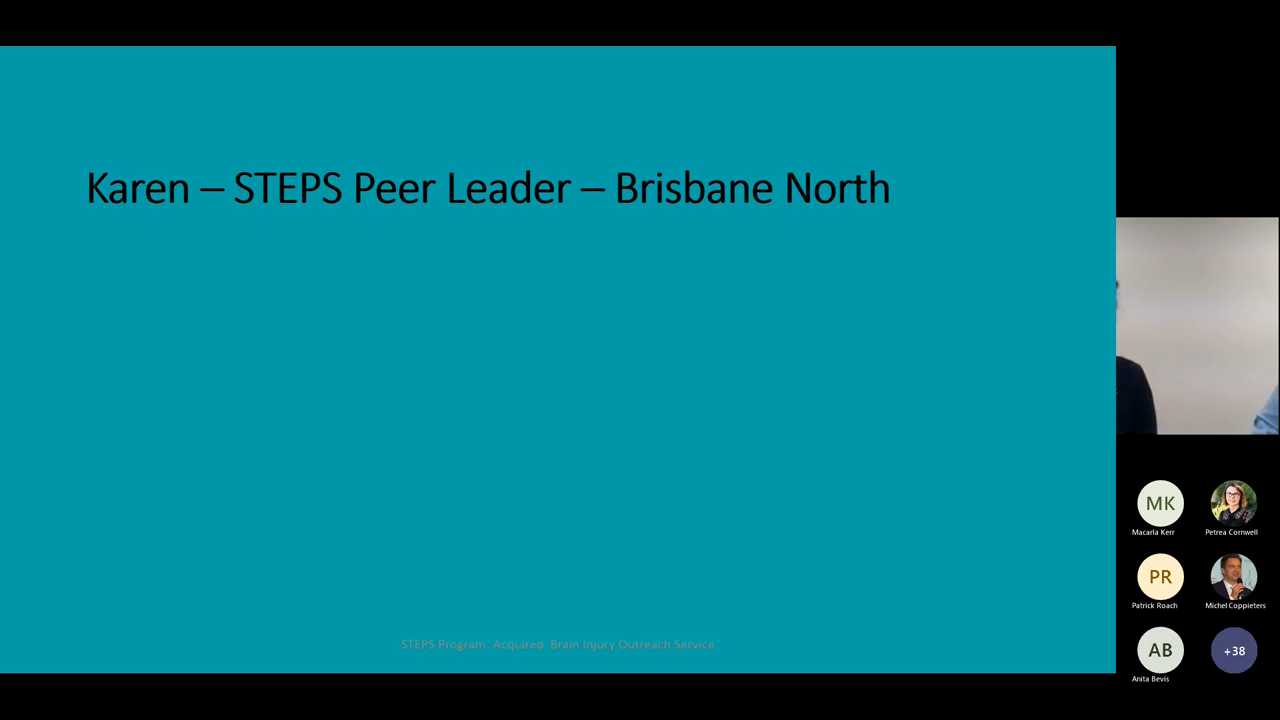 Karen – STEPS Peer Leader – Brisbane North
STEPS Program: Acquired Brain Injury Outreach Service
MK
Macarla Kerr
Petrea Cornwell
PR
Patrick Roach
Michel Coppieters
AB
Anita Bevis
+38